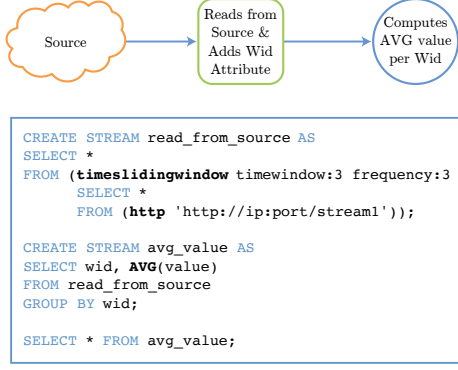 Source
Reads from
Source &
Adds Wid
Attribute
Computes
AVG value
per Wid
CREATE STREAM read_from_source AS
SELECT *
FROM (timeslidingwindow timewindow:3 frequency:3
SELECT *
FROM (http 'http://ip:port/stream1'));
CREATE STREAM avg_value AS
SELECT wid, AVG(value)
FROM read_from_source
GROUP BY wid;
SELECT * FROM avg_value;